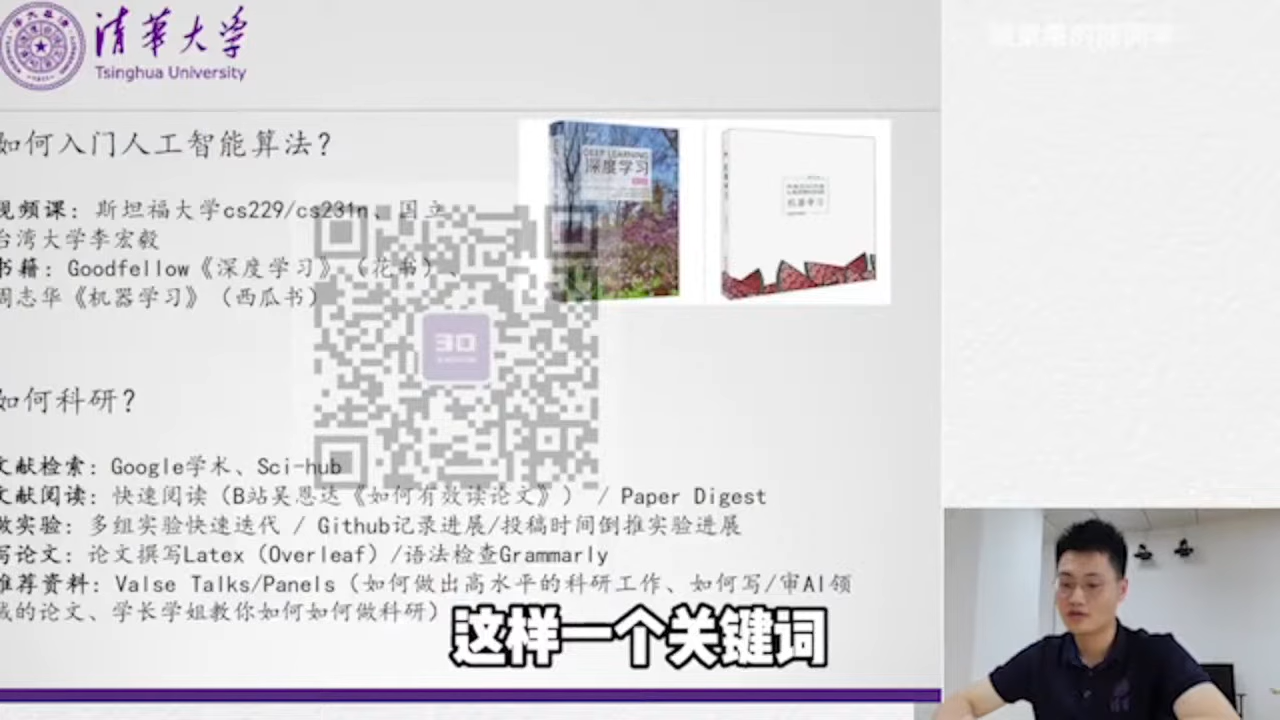 清华大学
Tsinghua University
如何入门人工智能算法？
视频课：斯坦福大学cs229/cs231n、国立
台湾大学李宏毅
书籍：Goodfellow《深度学习》（花书）、
周志华《机器学习》（西瓜书）
DEEP LEARNING
深度学习
机器学习
3D
如何科研？
文献检索：Google学术、Sci-hub
文献阅读：快速阅读（B站吴恩达《如何有效读论文》） / Paper Digest
做实验：多组实验快速迭代 / Github记录进展/投稿时间倒推实验进展
写论文：论文撰写Latex（Overleaf）/语法检查Grammarly
推荐资料：Valse Talks/Panels（如何做出高水平的科研工作、如何写/审AI领
域的论文、学长学姐教你如何如何做科研）
这样一个关键词